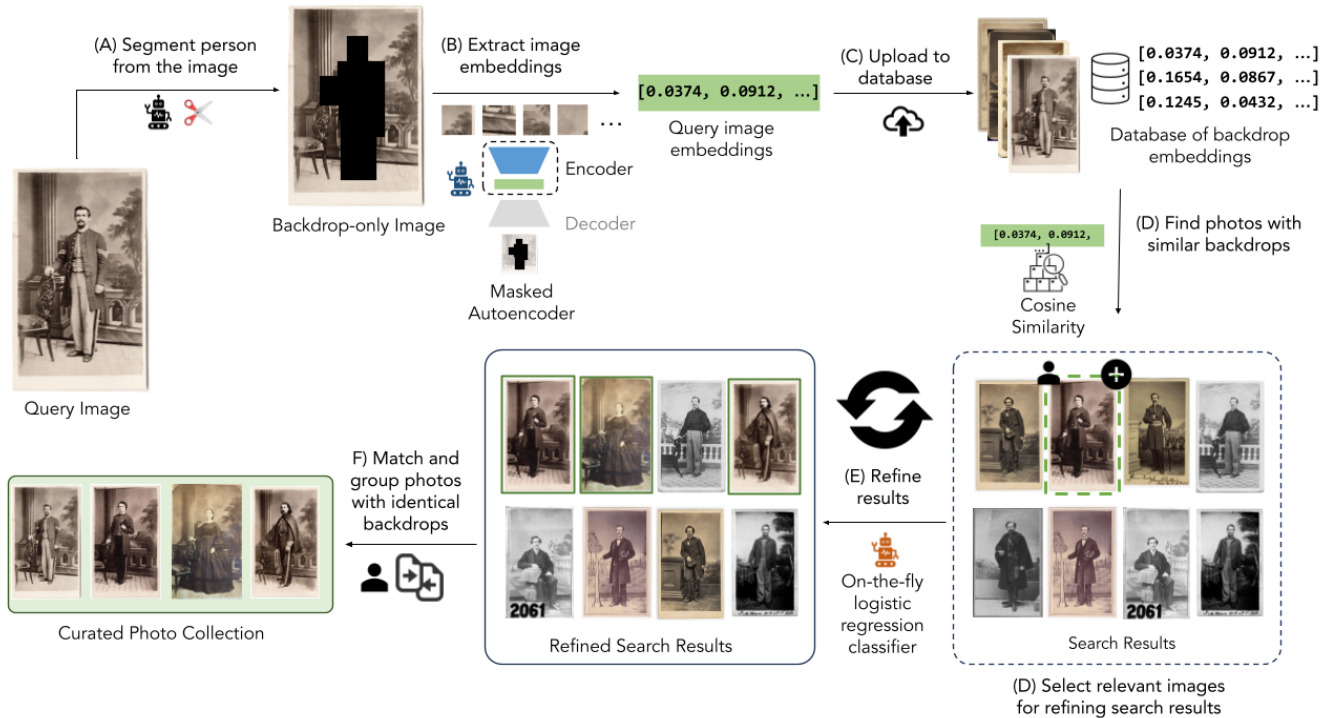 (A) Segment person
from the image
Query Image
Backdrop-only Image
(B) Extract image
embeddings
...
Encoder
Decoder
Masked
Autoencoder
[0.0374, 0.0912, …]
Query image
embeddings
(C) Upload to
database
[0.0374, 0.0912, …]
[0.1654, 0.0867, …]
[0.1245, 0.0432, …]
Database of backdrop
embeddings
(D) Find photos with
similar backdrops
[0.0374, 0.0912,
…]
Cosine
Similarity
2061
Search Results
(D) Select relevant images
for refining search results
(E) Refine
results
On-the-fly
logistic
regression
classifier
2061
Refined Search Results
F) Match and
group photos
with identical
backdrops
Curated Photo Collection